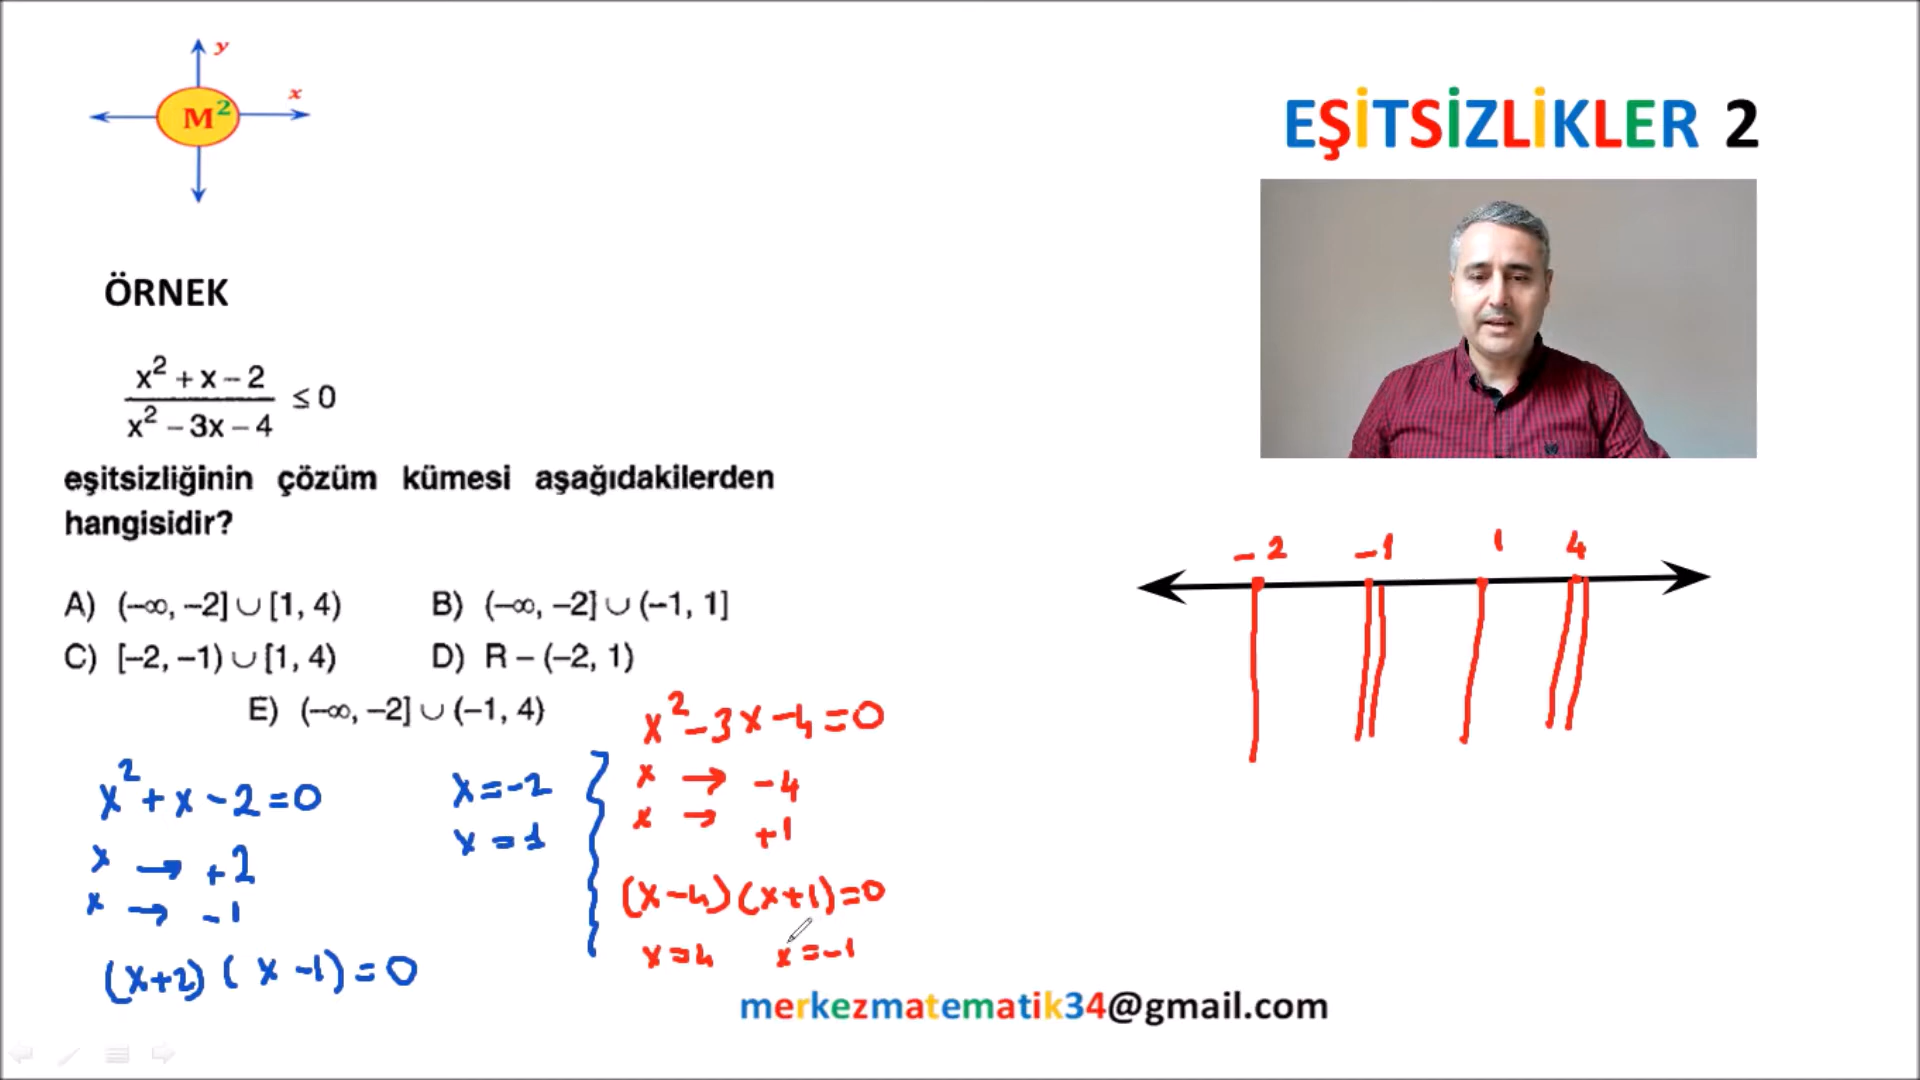 y
x
M²
EŞİTSİZLİKLER 2
ÖRNEK
x² + x – 2
x² – 3x – 4
≤ 0
eşitsizliğinin çözüm kümesi aşağıdakilerden
hangisidir?
A) (–∞, –2] ∪ [1, 4)
B) (–∞, –2] ∪ (–1, 1]
C) [–2, –1) ∪ [1, 4)
D) R – (–2, 1)
E) (–∞, –2] ∪ (–1, 4)
-2 -1 1 4
x² + x - 2 = 0
x → +2
x → -1
(x+2) (x-1) = 0
x = -2
x = 1
x² - 3x - 4 = 0
x → -4
x → +1
(x-4) (x+1) = 0
x = 4 x = -1
merkezmatematik34@gmail.com